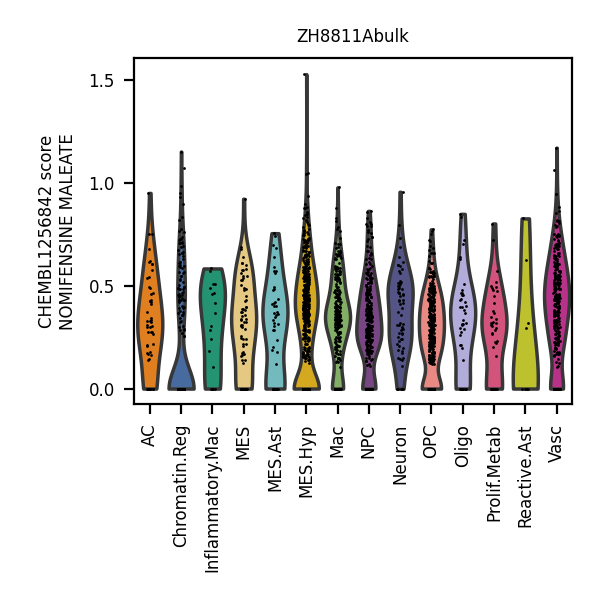 ZH8811Abulk
CHEMBL1256842 score
NOMIFENSINE MALEATE
1.5
1.0
0.5
0.0
AC
Chromatin.Reg
Inflammatory.Mac
MES
MES.Ast
MES.Hyp
Mac
NPC
Neuron
OPC
Oligo
Prolif.Metab
Reactive.Ast
Vasc